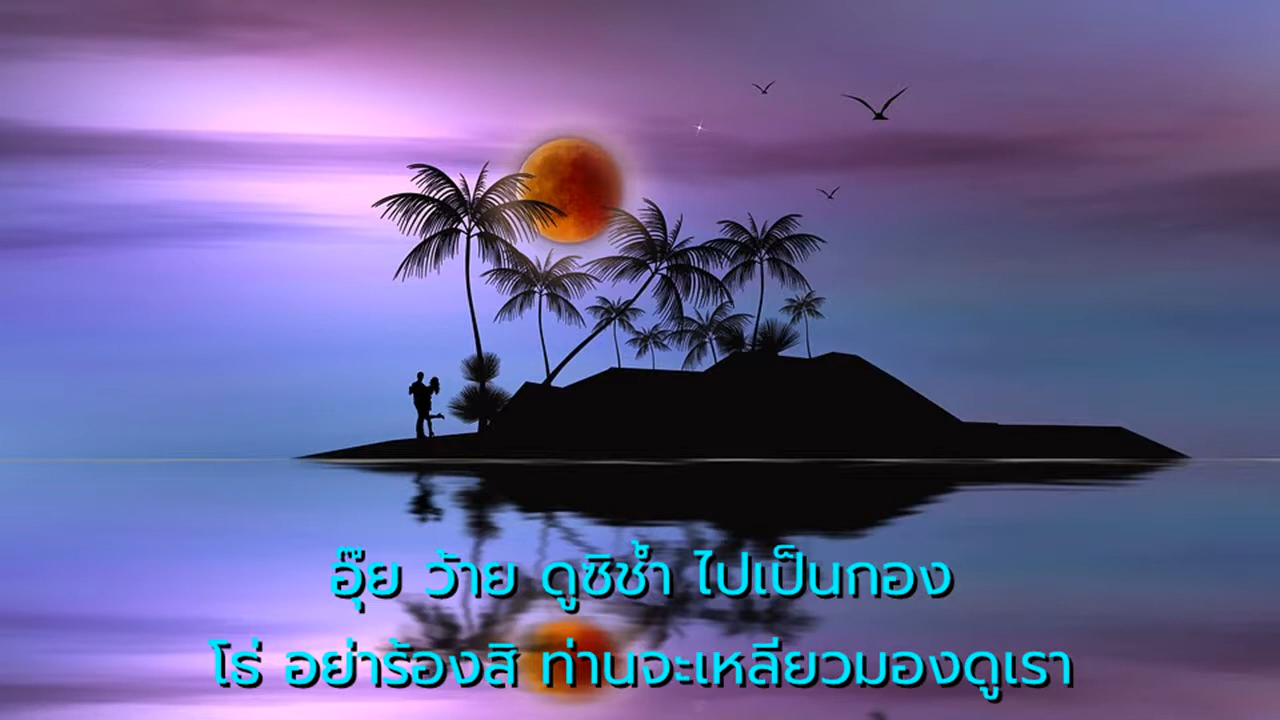 อุ๊ย ว้าย ดูซิช้ำ ไปเป็นกอง
โธ่ อย่าร้องสิ ท่านจะเหลียวมองดูเรา